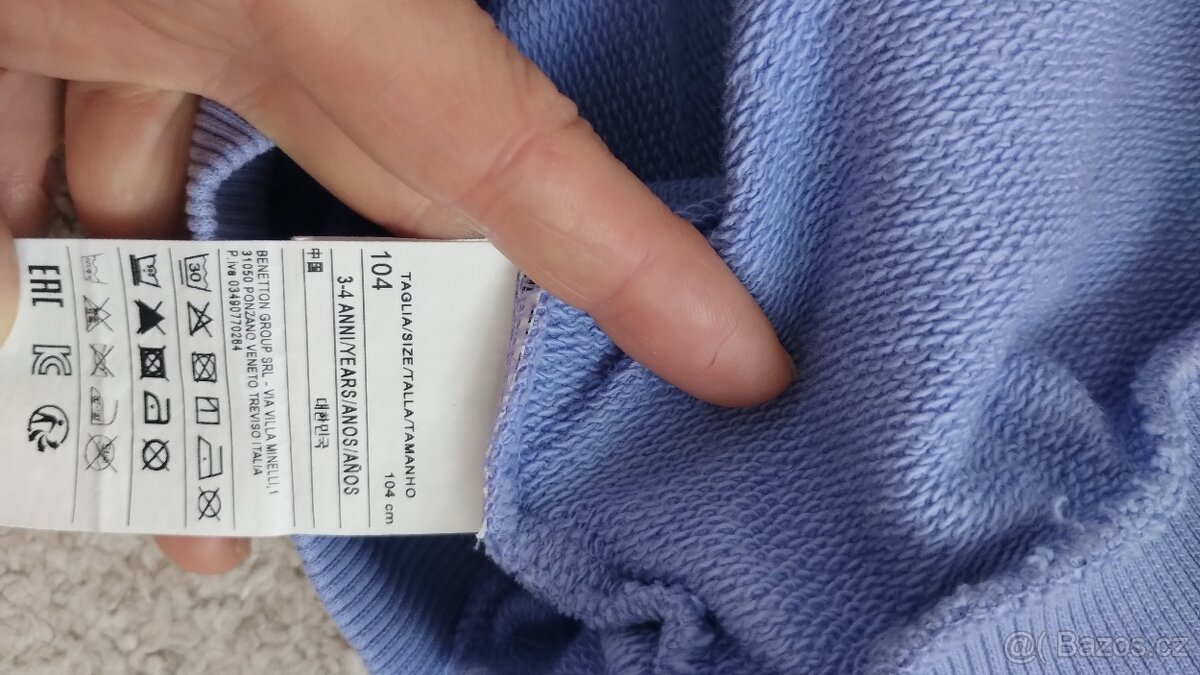 TAGLIA/SIZE/TALLA/TAMANHO
104
104 cm
3-4 ANNI/YEARS/ANOS/AÑOS
中国
대한민국
BENETTON GROUP SRL - VIA VILLA MINELLI,1
31050 PONZANO VENETO TREVISO ITALIA
P.iva 03490770264
30
EAC
@( Bazos.cz